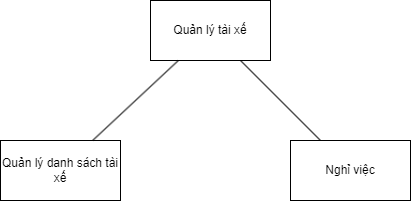 Quản lý tài xế
Quản lý danh sách tài
xế
Nghỉ việc